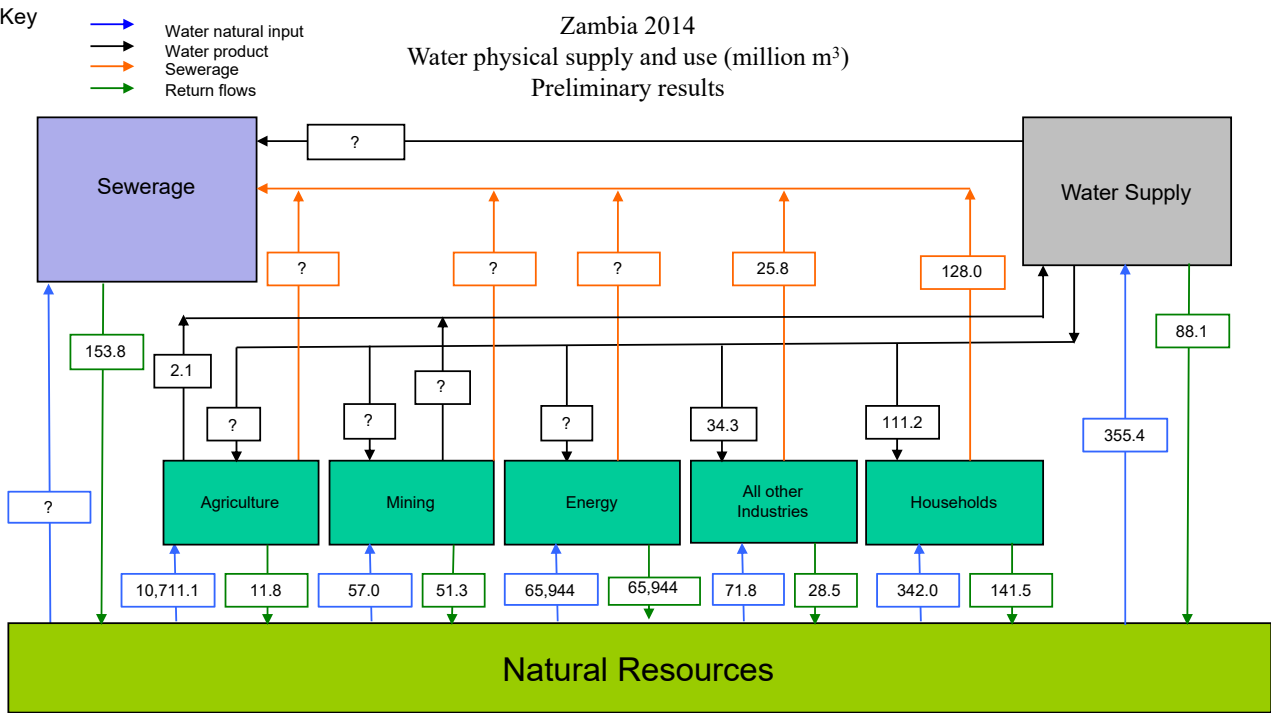 Key
Water natural input
Water product
Sewerage
Return flows
Zambia 2014
Water physical supply and use (million m³)
Preliminary results
?
Sewerage
Water Supply
?
?
?
25.8
128.0
153.8
88.1
2.1
?
?
?
?
34.3
111.2
355.4
?
Agriculture
Mining
Energy
All other
Industries
Households
10,711.1
11.8
57.0
51.3
65,944
65,944
71.8
28.5
342.0
141.5
Natural Resources